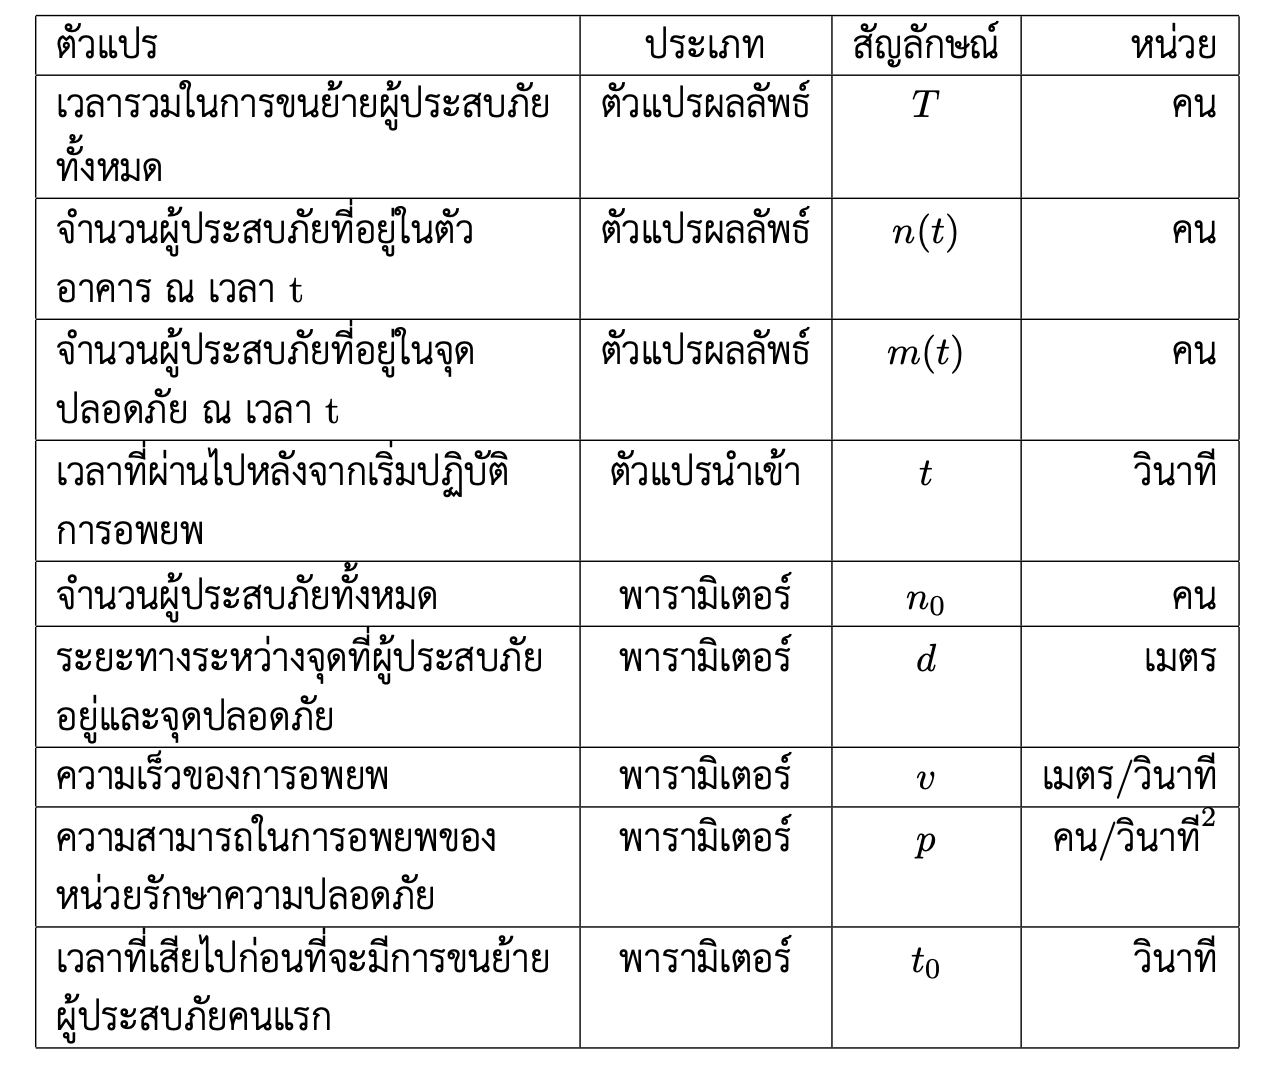 ตัวแปร ประเภท สัญลักษณ์ หน่วย
เวลารวมในการขนย้ายผู้ประสบภัย ตัวแปรผลลัพธ์ T คน
ทั้งหมด
จำนวนผู้ประสบภัยที่อยู่ในตัว ตัวแปรผลลัพธ์ n(t) คน
อาคาร ณ เวลา t
จำนวนผู้ประสบภัยที่อยู่ในจุด ตัวแปรผลลัพธ์ m(t) คน
ปลอดภัย ณ เวลา t
เวลาที่ผ่านไปหลังจากเริ่มปฏิบัติ ตัวแปรนำเข้า t วินาที
การอพยพ
จำนวนผู้ประสบภัยทั้งหมด พารามิเตอร์ n₀ คน
ระยะทางระหว่างจุดที่ผู้ประสบภัย พารามิเตอร์ d เมตร
อยู่และจุดปลอดภัย
ความเร็วของการอพยพ พารามิเตอร์ v เมตร/วินาที
ความสามารถในการอพยพของ พารามิเตอร์ p คน/วินาที²
หน่วยรักษาความปลอดภัย
เวลาที่เสียไปก่อนที่จะมีการขนย้าย พารามิเตอร์ t₀ วินาที
ผู้ประสบภัยคนแรก